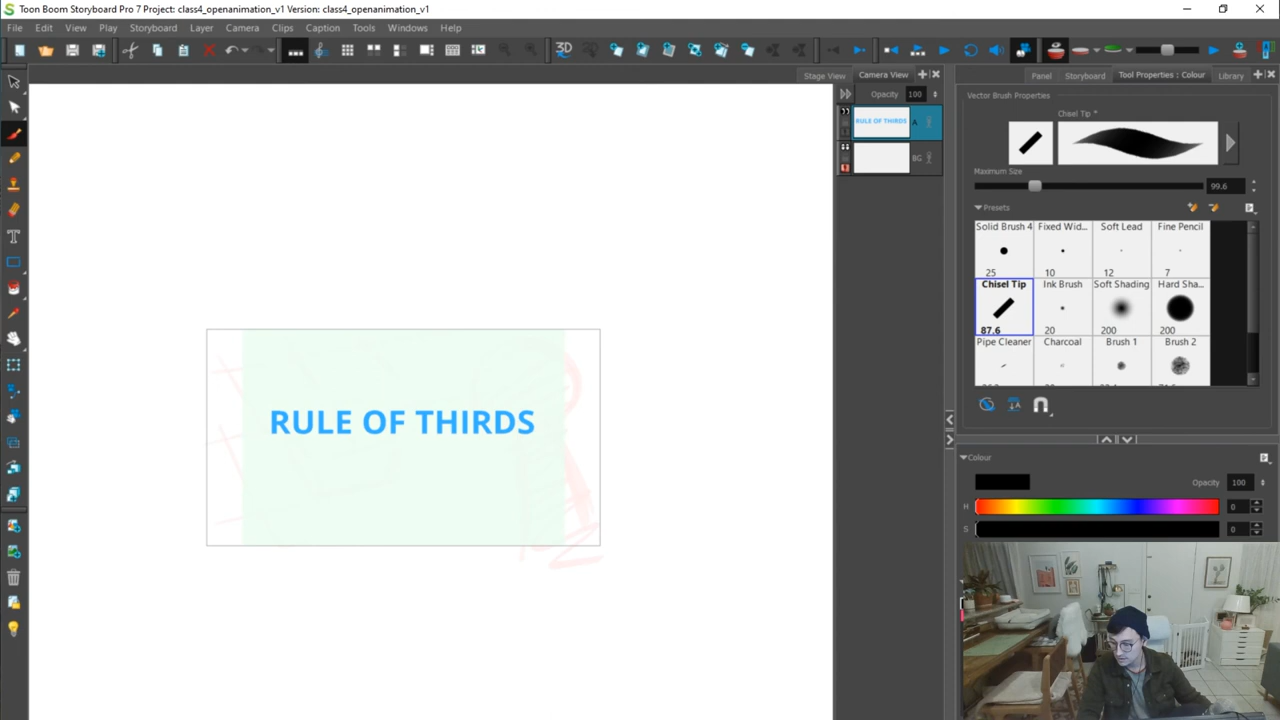 Toon Boom Storyboard Pro 7 Project: class4_openanimation_v1 Version: class4_openanimation_v1
File Edit View Play Storyboard Layer Camera Clips Caption Tools Windows Help
3D
Stage View Camera View
Panel Storyboard Tool Properties : Colour Library
Opacity 100
Vector Brush Properties
Chisel Tip *
RULE OF THIRDS A
BG
Maximum Size
99.6
Presets
Solid Brush 4 Fixed Wid... Soft Lead Fine Pencil
25 10 12 7
Chisel Tip Ink Brush Soft Shading Hard Sha...
87.6 20 200 200
Pipe Cleaner Charcoal Brush 1 Brush 2
RULE OF THIRDS
Colour
Opacity 100
H 0
S 0